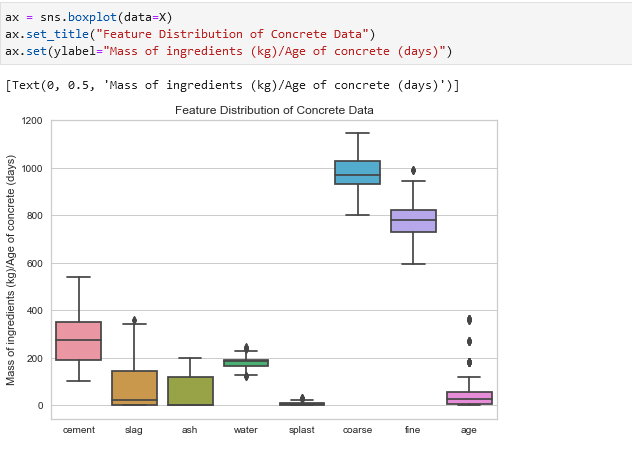 ax = sns.boxplot(data=X)
ax.set_title("Feature Distribution of Concrete Data")
ax.set(ylabel="Mass of ingredients (kg)/Age of concrete (days)")
[Text(0, 0.5, 'Mass of ingredients (kg)/Age of concrete (days)')]
Feature Distribution of Concrete Data
Mass of ingredients (kg)/Age of concrete (days)
1200
1000
800
600
400
200
0
cement slag ash water splast coarse fine age